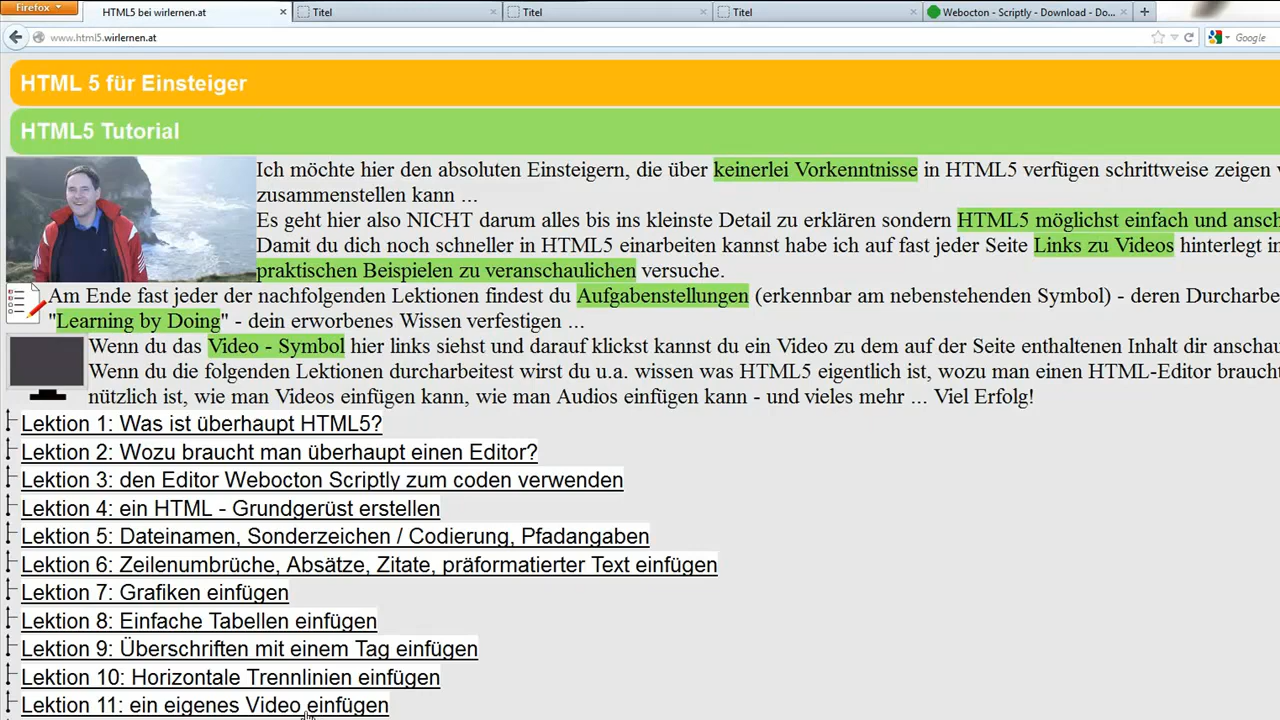 Firefox
HTML5 bei wirlernen.at
Titel
Titel
Titel
Webocton - Scriptly - Download - Do...
www.html5.wirlernen.at
Google
HTML 5 für Einsteiger
HTML5 Tutorial
Ich möchte hier den absoluten Einsteigern, die über keinerlei Vorkenntnisse in HTML5 verfügen schrittweise zeigen
zusammenstellen kann ...
Es geht hier also NICHT darum alles bis ins kleinste Detail zu erklären sondern HTML5 möglichst einfach und ansch
Damit du dich noch schneller in HTML5 einarbeiten kannst habe ich auf fast jeder Seite Links zu Videos hinterlegt in
praktischen Beispielen zu veranschaulichen versuche.
Am Ende fast jeder der nachfolgenden Lektionen findest du Aufgabenstellungen (erkennbar am nebenstehenden Symbol) - deren Durcharbe
"Learning by Doing" - dein erworbenes Wissen verfestigen ...
Wenn du das Video - Symbol hier links siehst und darauf klickst kannst du ein Video zu dem auf der Seite enthaltenen Inhalt dir anschau
Wenn du die folgenden Lektionen durcharbeitest wirst du u.a. wissen was HTML5 eigentlich ist, wozu man einen HTML-Editor braucht
nützlich ist, wie man Videos einfügen kann, wie man Audios einfügen kann - und vieles mehr ... Viel Erfolg!
Lektion 1: Was ist überhaupt HTML5?
Lektion 2: Wozu braucht man überhaupt einen Editor?
Lektion 3: den Editor Webocton Scriptly zum coden verwenden
Lektion 4: ein HTML - Grundgerüst erstellen
Lektion 5: Dateinamen, Sonderzeichen / Codierung, Pfadangaben
Lektion 6: Zeilenumbrüche, Absätze, Zitate, präformatierter Text einfügen
Lektion 7: Grafiken einfügen
Lektion 8: Einfache Tabellen einfügen
Lektion 9: Überschriften mit einem Tag einfügen
Lektion 10: Horizontale Trennlinien einfügen
Lektion 11: ein eigenes Video einfügen